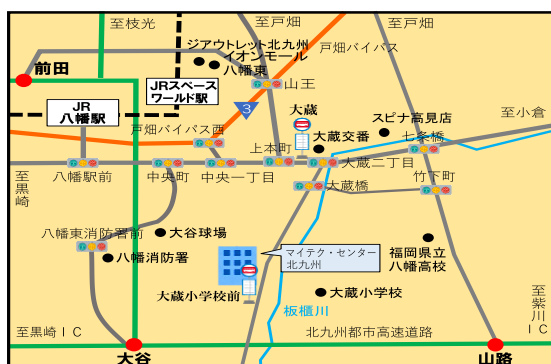 至枝光
至戸畑
至戸畑
ジアウトレット北九州
イオンモール
八幡東
戸畑バイパス
前田
山王
JRスペース
ワールド駅
JR
八幡駅
3
大蔵
スピナ高見店
至小倉
戸畑バイパス西
大蔵交番
七条橋
上本町
大蔵二丁目
八幡駅前
中央町
中央一丁目
至黒崎
大蔵橋
竹下町
八幡東消防署前
大谷球場
八幡消防署
マイテク・センター
北九州
福岡県立
八幡高校
大蔵小学校前
大蔵小学校
板櫃川
至紫川IC
至黒崎IC
北九州都市高速道路
大谷
山路